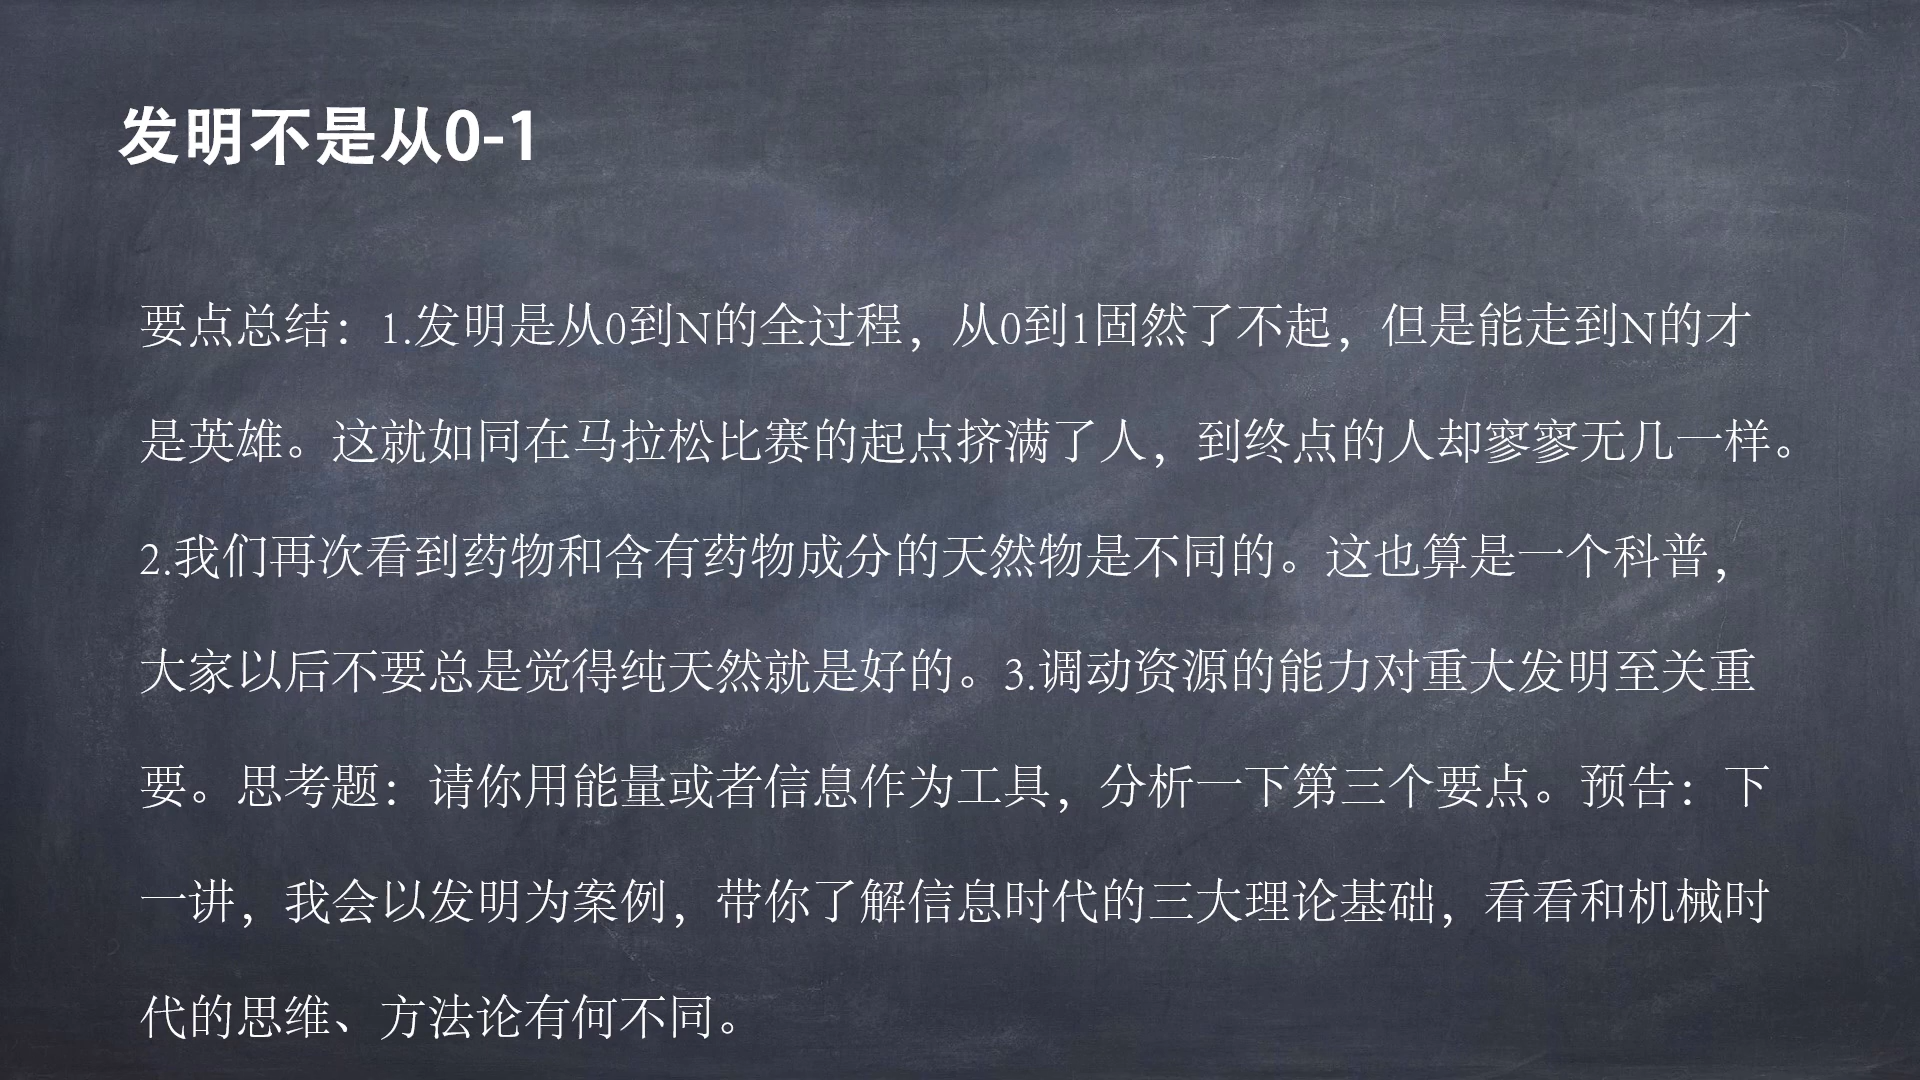 发明不是从0-1
要点总结：1.发明是从0到N的全过程，从0到1固然了不起，但是能走到N的才
是英雄。这就如同在马拉松比赛的起点挤满了人，到终点的人却寥寥无几一样。
2.我们再次看到药物和含有药物成分的天然物是不同的。这也算是一个科普，
大家以后不要总是觉得纯天然就是好的。3.调动资源的能力对重大发明至关重
要。思考题：请你用能量或者信息作为工具，分析一下第三个要点。预告：下
一讲，我会以发明为案例，带你了解信息时代的三大理论基础，看看和机械时
代的思维、方法论有何不同。